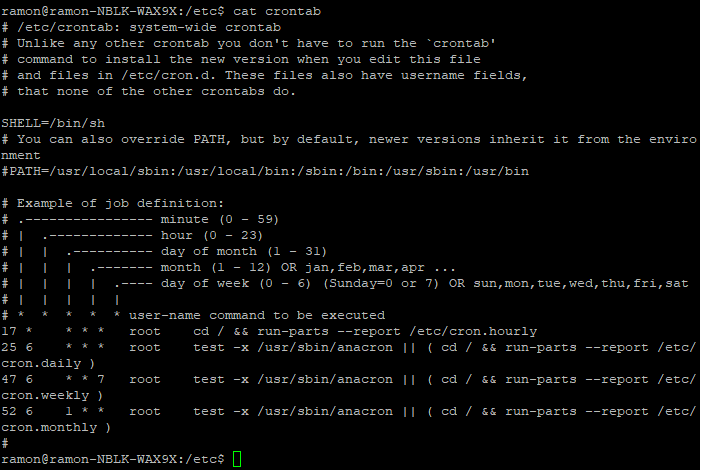 ramon@ramon-NBLK-WAX9X:/etc$ cat crontab
# /etc/crontab: system-wide crontab
# Unlike any other crontab you don't have to run the `crontab'
# command to install the new version when you edit this file
# and files in /etc/cron.d. These files also have username fields,
# that none of the other crontabs do.

SHELL=/bin/sh
# You can also override PATH, but by default, newer versions inherit it from the enviro
nment
#PATH=/usr/local/sbin:/usr/local/bin:/sbin:/bin:/usr/sbin:/usr/bin

# Example of job definition:
# .---------------- minute (0 - 59)
# |  .------------- hour (0 - 23)
# |  |  .---------- day of month (1 - 31)
# |  |  |  .------- month (1 - 12) OR jan,feb,mar,apr ...
# |  |  |  |  .---- day of week (0 - 6) (Sunday=0 or 7) OR sun,mon,tue,wed,thu,fri,sat
# |  |  |  |  |
# *  *  *  *  * user-name command to be executed
17 *    * * *   root    cd / && run-parts --report /etc/cron.hourly
25 6    * * *   root    test -x /usr/sbin/anacron || ( cd / && run-parts --report /etc/
cron.daily )
47 6    * * 7   root    test -x /usr/sbin/anacron || ( cd / && run-parts --report /etc/
cron.weekly )
52 6    1 * *   root    test -x /usr/sbin/anacron || ( cd / && run-parts --report /etc/
cron.monthly )
#
ramon@ramon-NBLK-WAX9X:/etc$